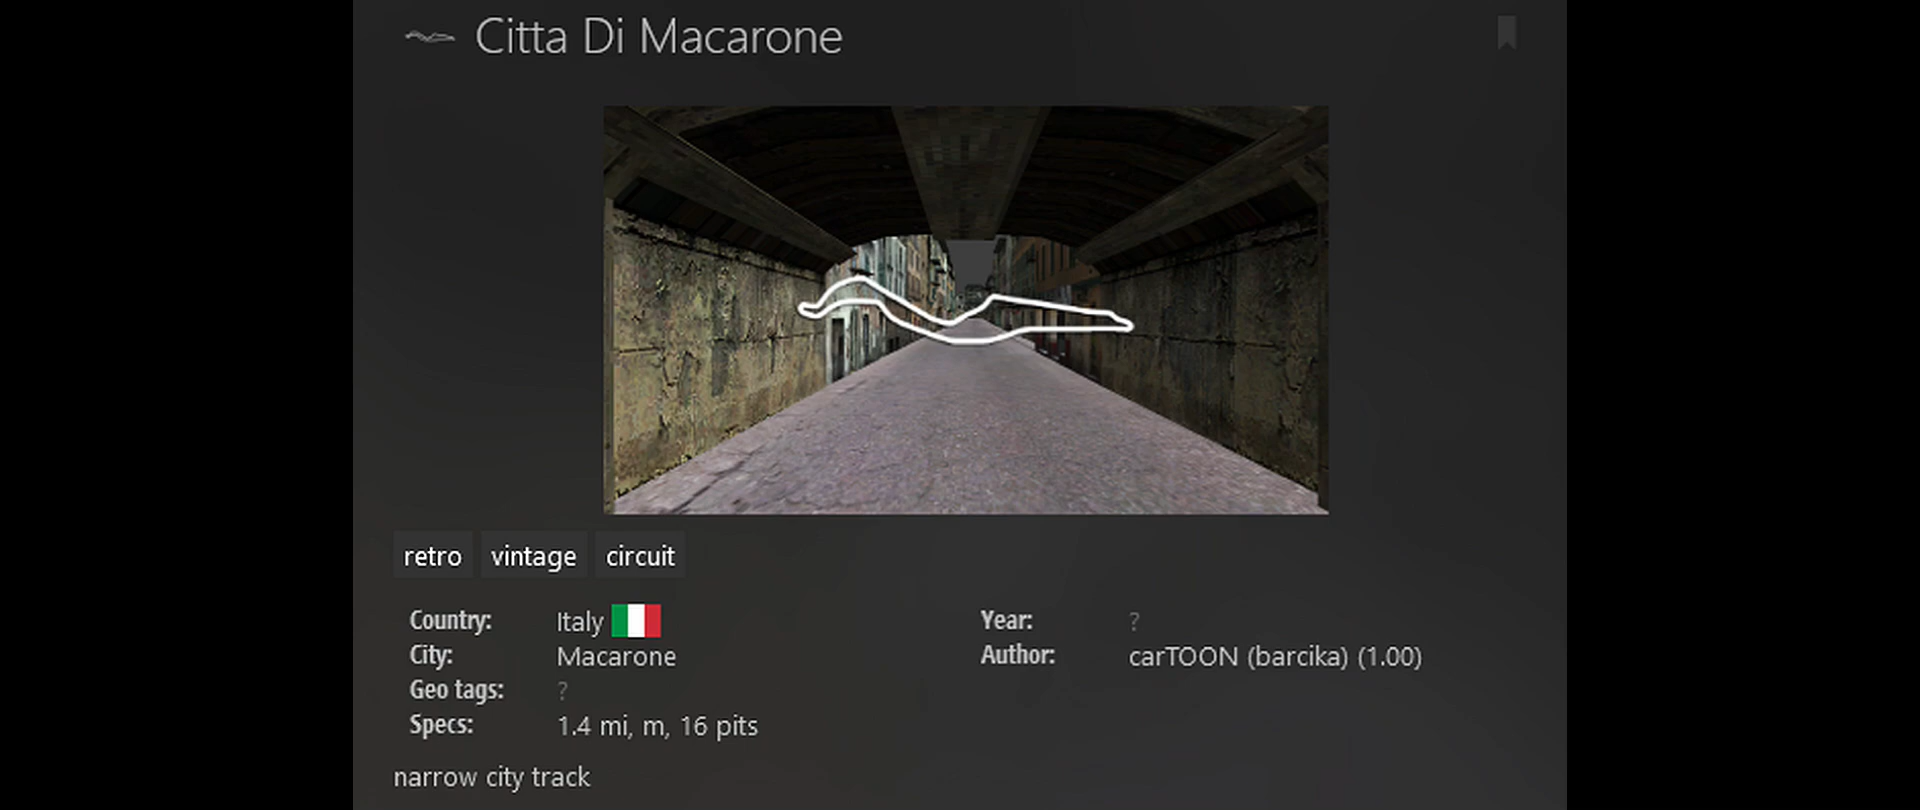 Citta Di Macarone
retro vintage circuit
Country: Italy
City: Macarone
Geo tags: ?
Specs: 1.4 mi, m, 16 pits
Year: ?
Author: carTOON (barcika) (1.00)
narrow city track